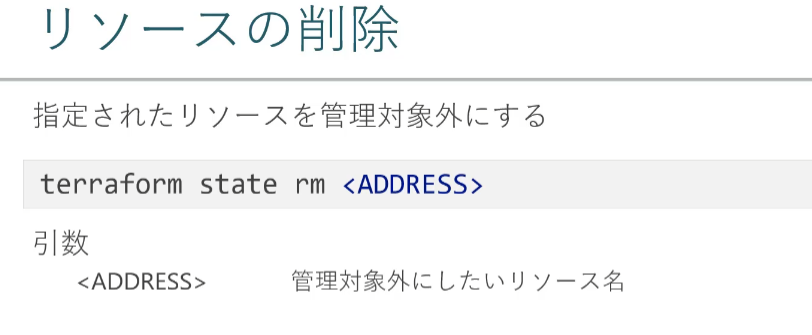 リソースの削除
指定されたリソースを管理対象外にする
terraform state rm <ADDRESS>
引数
<ADDRESS> 管理対象外にしたいリソース名